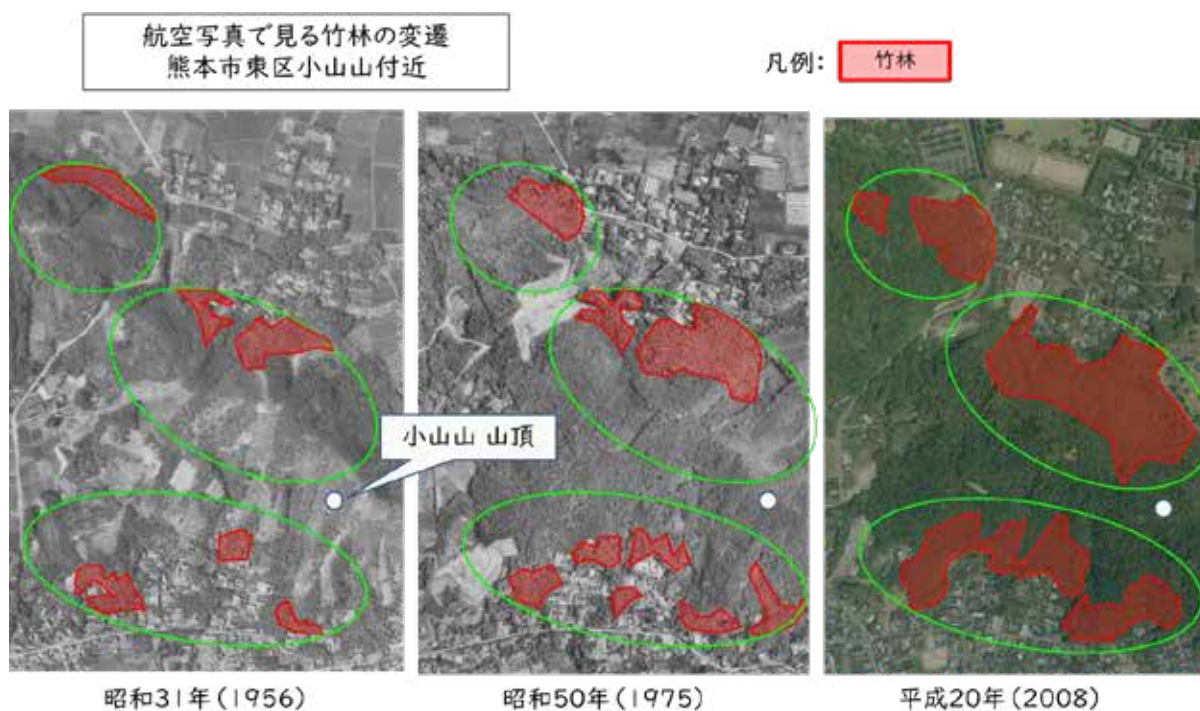 航空写真で見る竹林の変遷
熊本市東区小山山付近
凡例:
竹林
小山山 山頂
昭和31年(1956)
昭和50年(1975)
平成20年(2008)